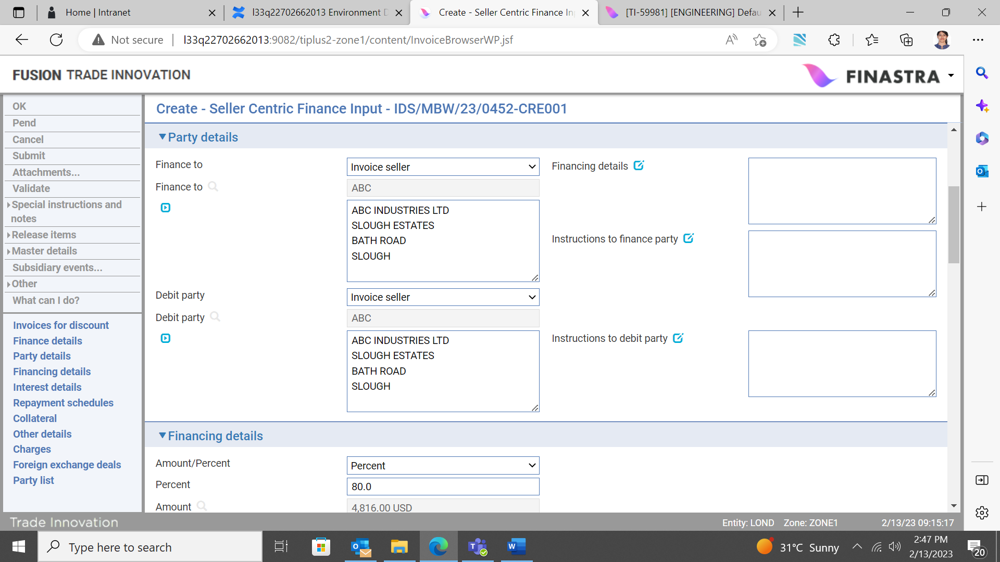 Home | Intranet
l33q22702662013 Environment D
Create - Seller Centric Finance In
[TI-59981] [ENGINEERING] Defau
Not secure
l33q22702662013:9082/tiplus2-zone1/content/InvoiceBrowserWP.jsf
FUSION TRADE INNOVATION
FINASTRA
OK
Pend
Cancel
Submit
Attachments...
Validate
Special instructions and
notes
Release items
Master details
Subsidiary events...
Other
What can I do?
Invoices for discount
Finance details
Party details
Financing details
Interest details
Repayment schedules
Collateral
Other details
Charges
Foreign exchange deals
Party list
Create - Seller Centric Finance Input - IDS/MBW/23/0452-CRE001
Party details
Finance to
Invoice seller
Financing details
Finance to
ABC
ABC INDUSTRIES LTD
SLOUGH ESTATES
BATH ROAD
SLOUGH
Instructions to finance party
Debit party
Invoice seller
Debit party
ABC
ABC INDUSTRIES LTD
SLOUGH ESTATES
BATH ROAD
SLOUGH
Instructions to debit party
Financing details
Amount/Percent
Percent
Percent
80.0
Amount
4,816.00 USD
Trade Innovation
Entity: LOND Zone: ZONE1
2/13/23 09:15:17
Type here to search
31°C Sunny
2:47 PM
2/13/2023
20